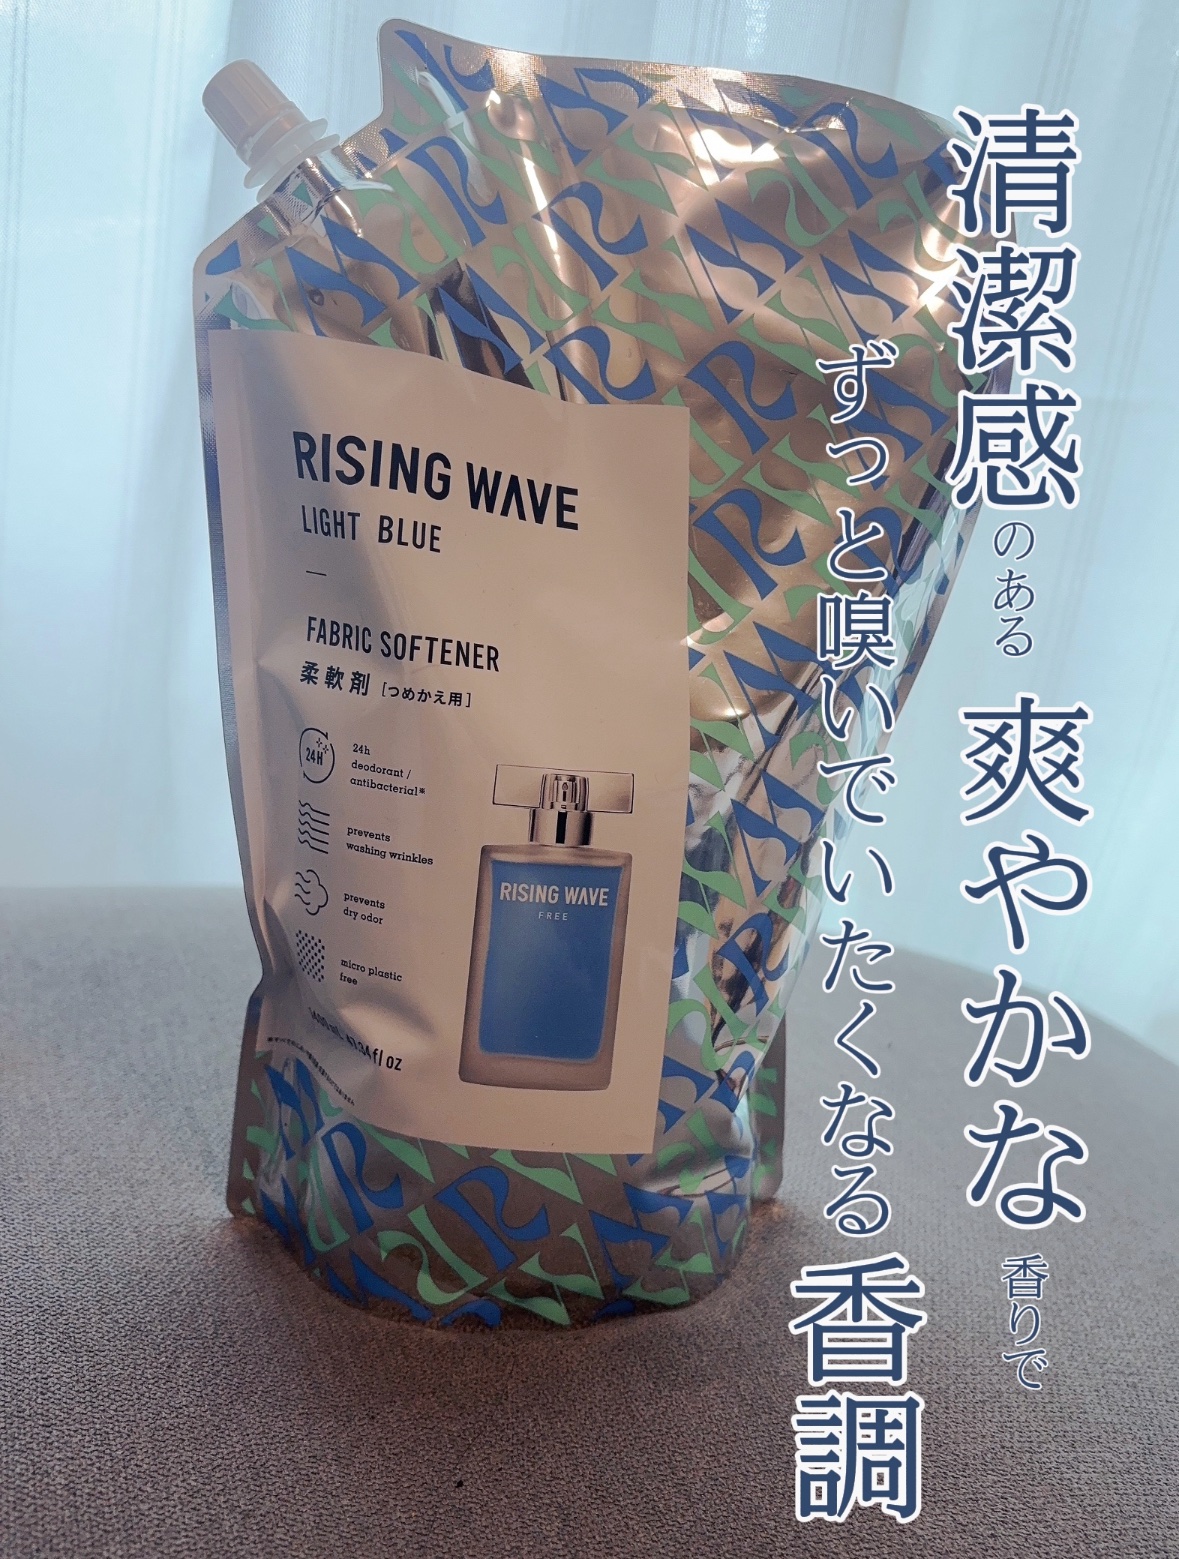 清潔感のある 爽やかな香りで
ずっと嗅いでいたくなる香調
RISING WAVE
LIGHT BLUE
FABRIC SOFTENER
柔軟剤 [つめかえ用]
24H
24h
deodorant /
antibacterial*
prevents
washing wrinkles
prevents
dry odor
micro plastic
free
fl oz
RISING WAVE
FREE